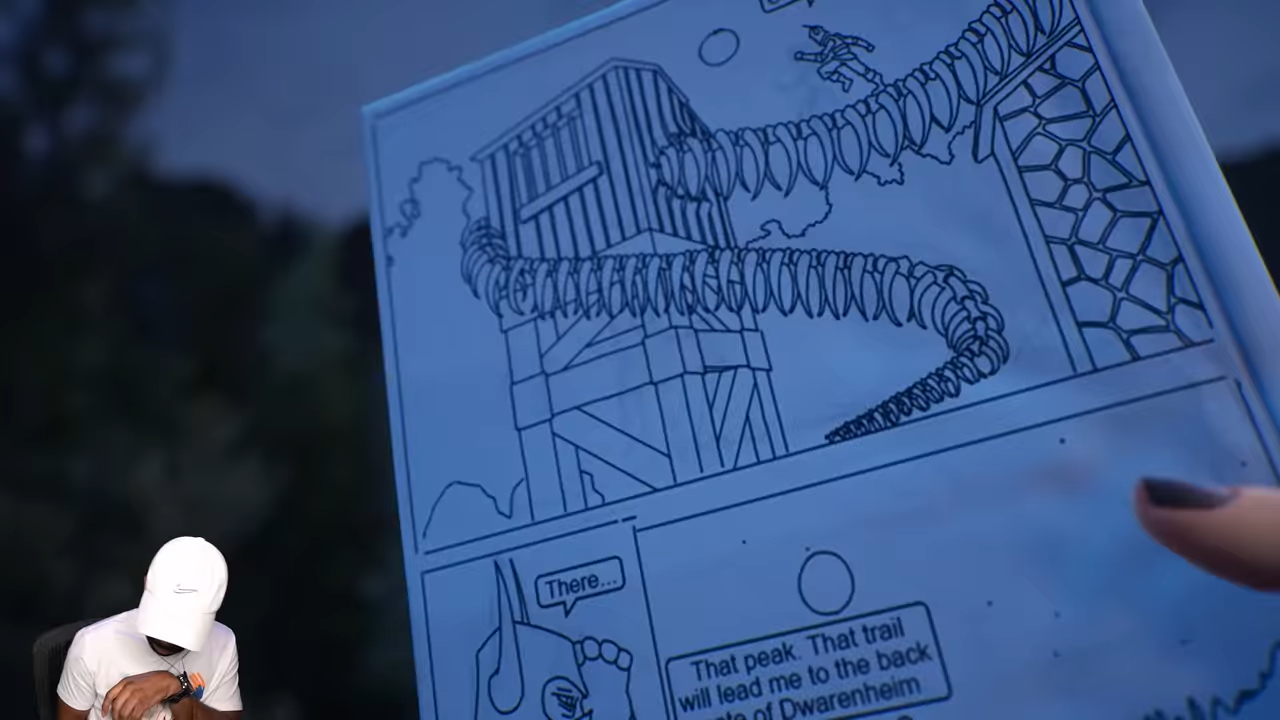 There...
That peak. That trail
will lead me to the back
of Dwarenheim